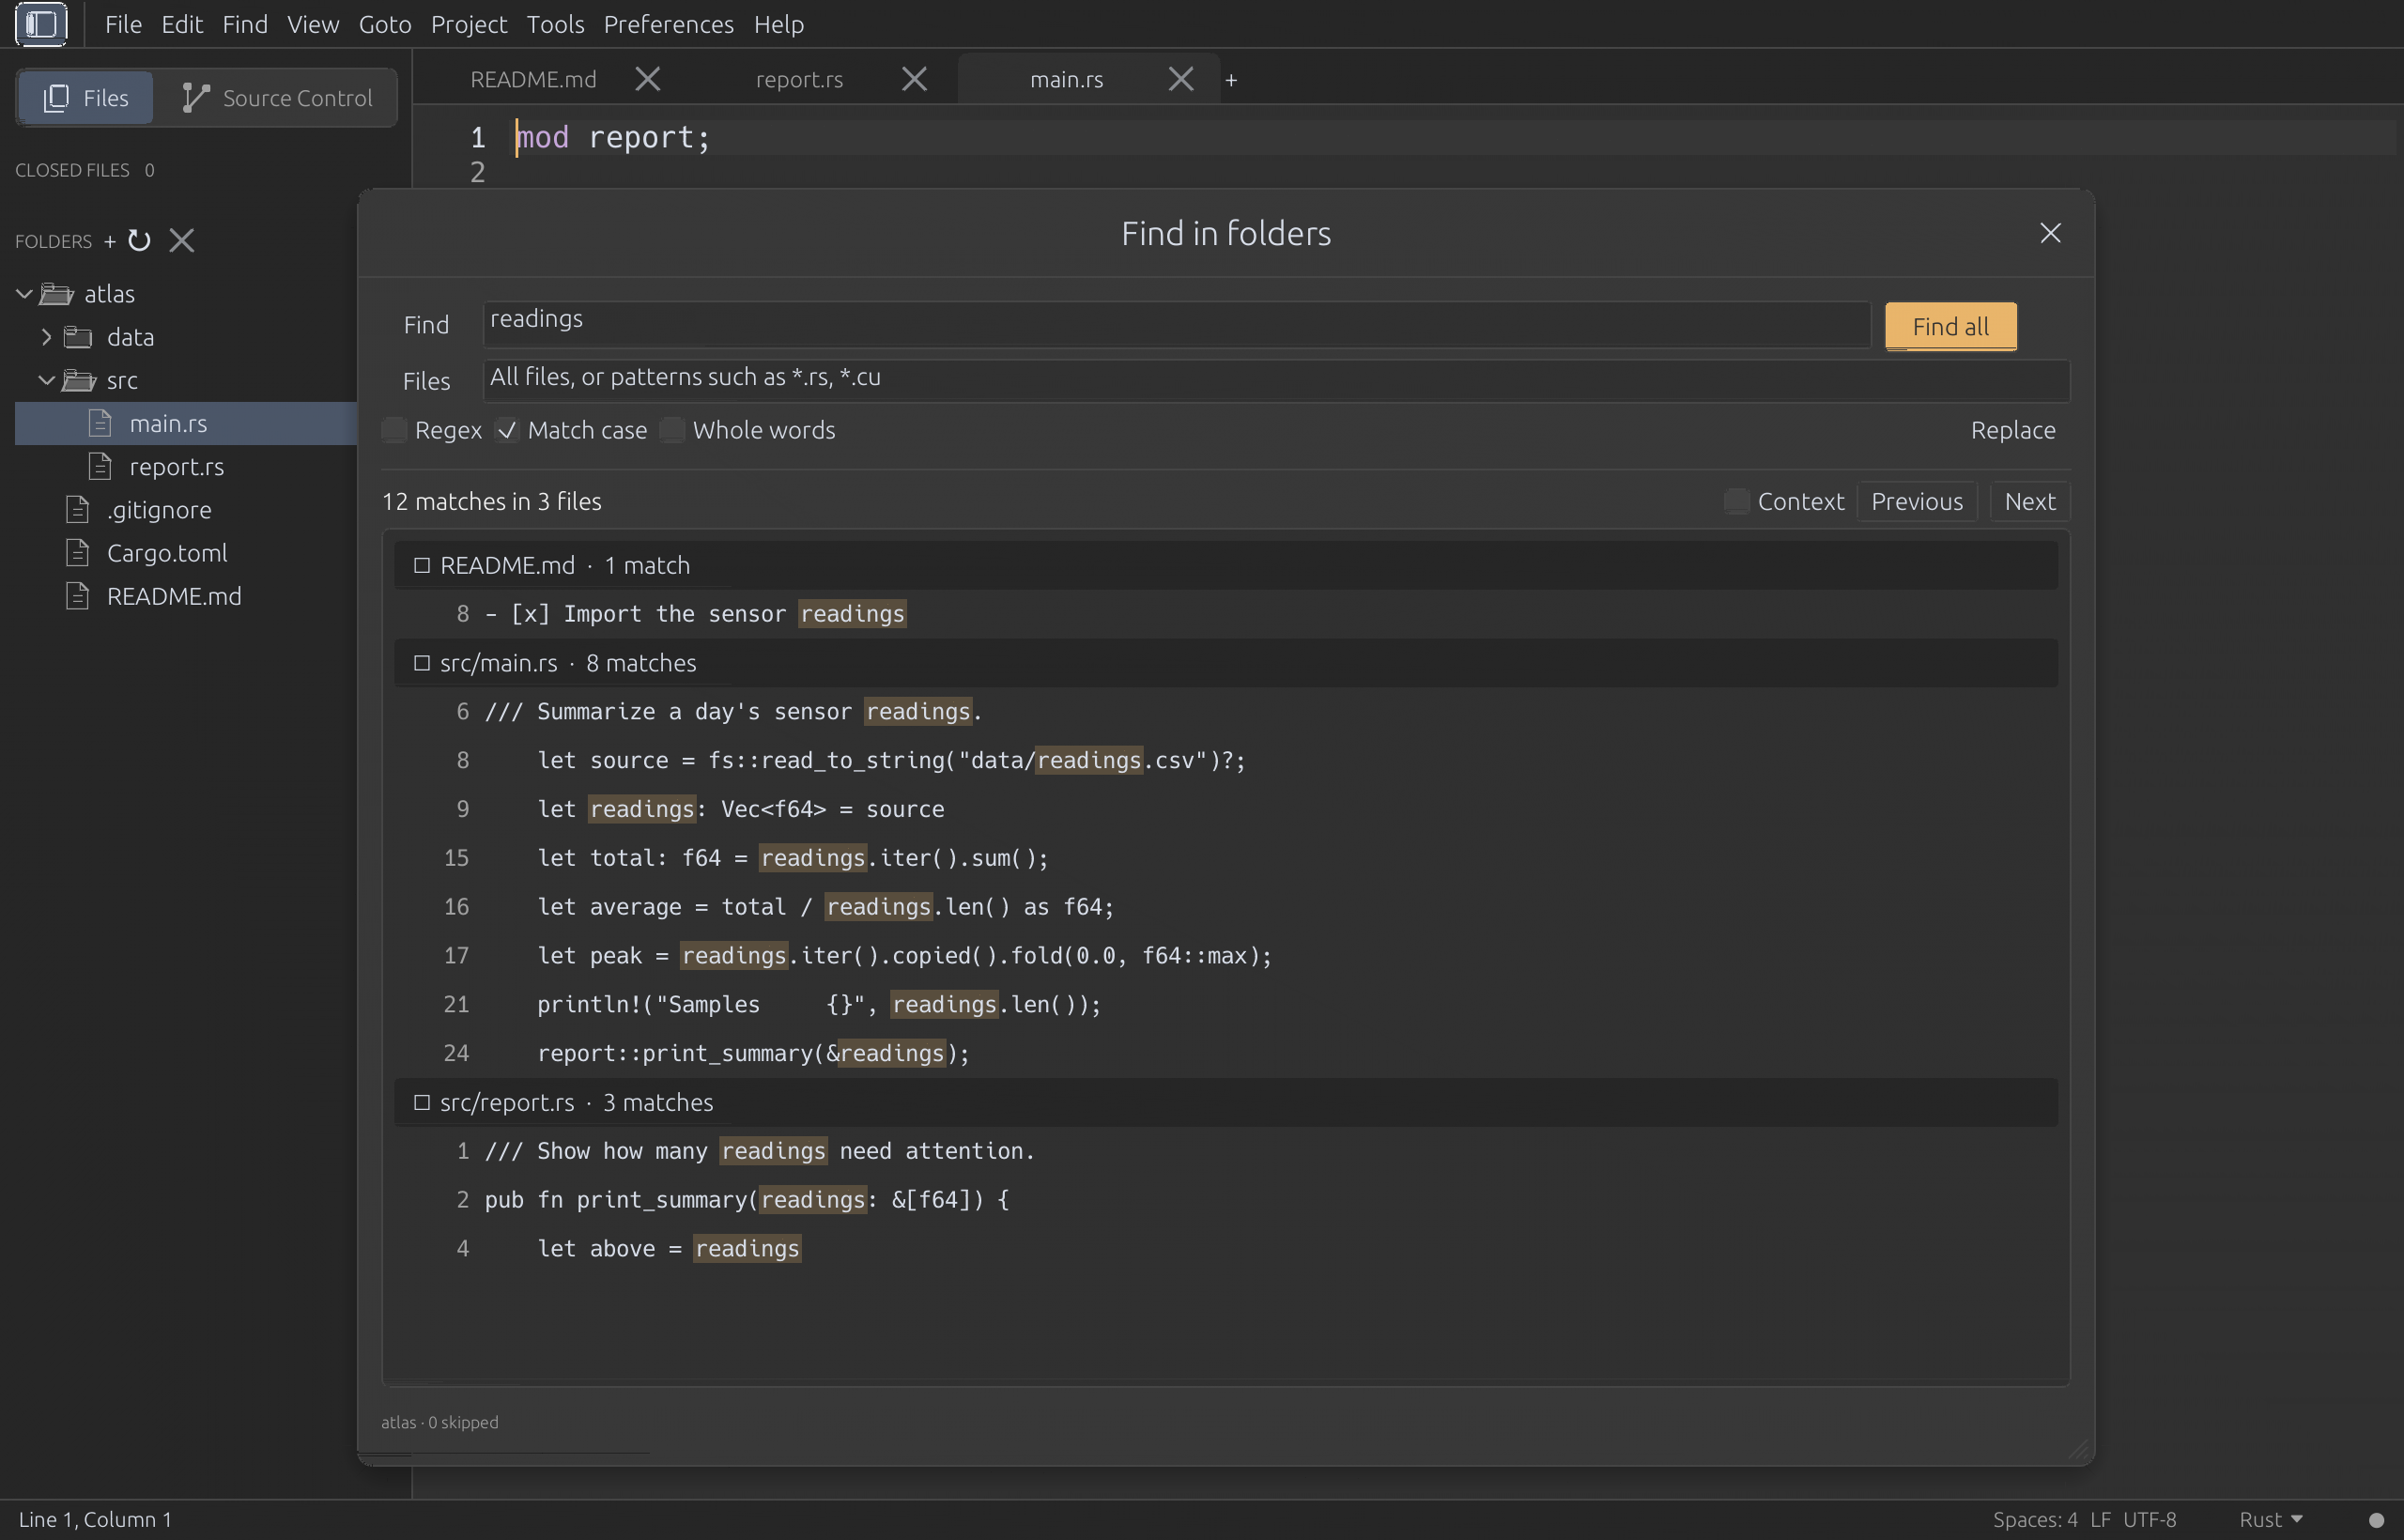 File Edit Find View Goto Project Tools Preferences Help
Files Source Control
README.md report.rs main.rs +
CLOSED FILES 0
FOLDERS +
atlas
data
src
main.rs
report.rs
.gitignore
Cargo.toml
README.md
1 mod report;
2
Find in folders
Find readings Find all
Files All files, or patterns such as *.rs, *.cu
Regex Match case Whole words Replace
12 matches in 3 files Context Previous Next
README.md · 1 match
8 - [x] Import the sensor readings
src/main.rs · 8 matches
6 /// Summarize a day's sensor readings.
8 let source = fs::read_to_string("data/readings.csv")?;
9 let readings: Vec<f64> = source
15 let total: f64 = readings.iter().sum();
16 let average = total / readings.len() as f64;
17 let peak = readings.iter().copied().fold(0.0, f64::max);
21 println!("Samples     {}", readings.len());
24 report::print_summary(&readings);
src/report.rs · 3 matches
1 /// Show how many readings need attention.
2 pub fn print_summary(readings: &[f64]) {
4 let above = readings
atlas · 0 skipped
Line 1, Column 1 Spaces: 4 LF UTF-8 Rust